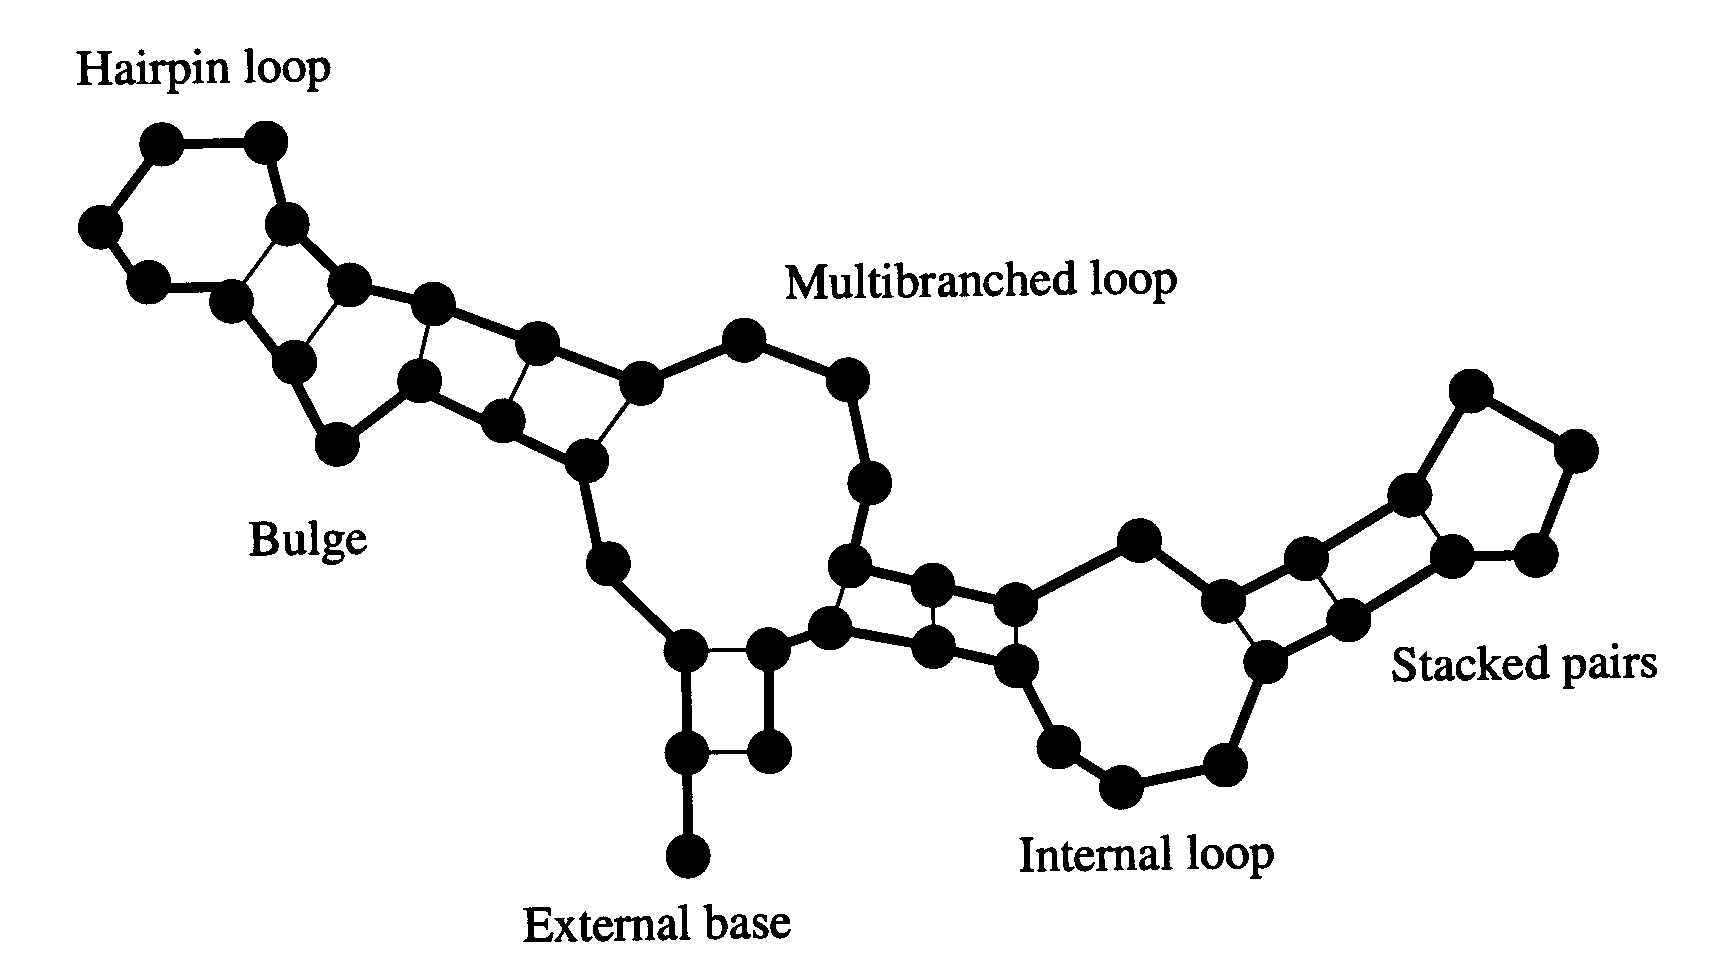 Hairpin loop
Multibranched loop
Bulge
Stacked pairs
Internal loop
External base